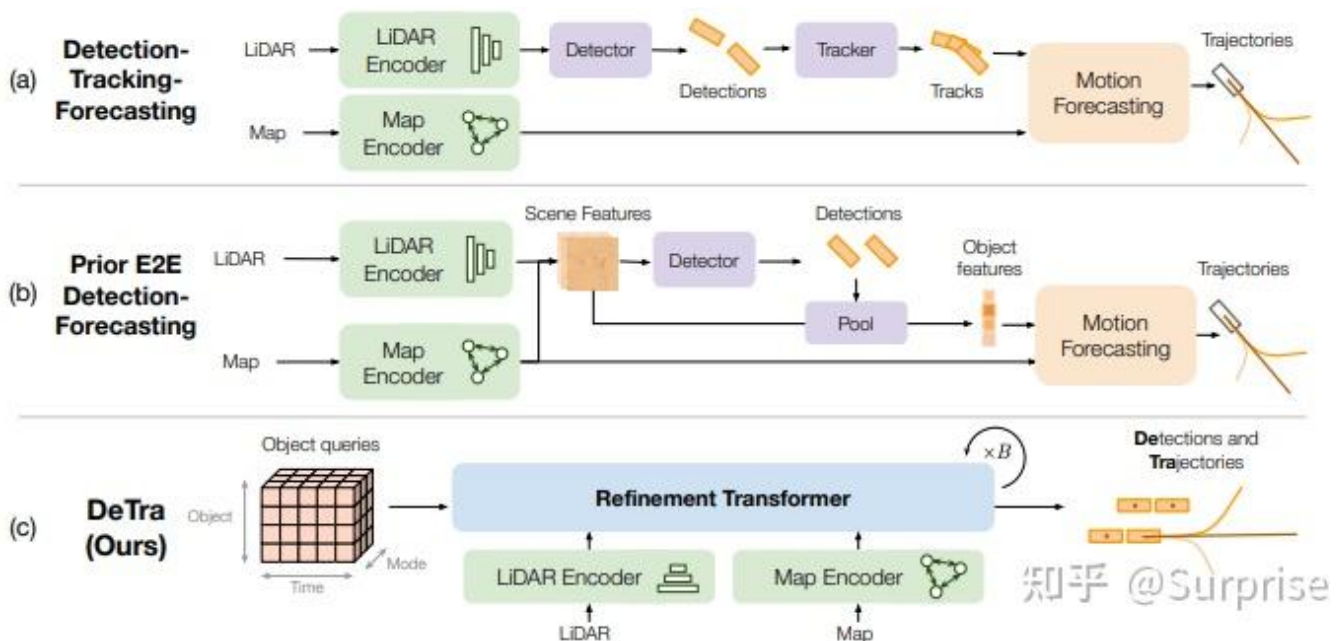 (a)
Detection-
Tracking-
Forecasting
LiDAR
LiDAR
Encoder
Detector
Detections
Tracker
Tracks
Motion
Forecasting
Trajectories
Map
Map
Encoder
(b)
Prior E2E
Detection-
Forecasting
LiDAR
LiDAR
Encoder
Scene Features
Detector
Detections
Pool
Object
features
Motion
Forecasting
Trajectories
Map
Map
Encoder
(c)
DeTra
(Ours)
Object queries
Object
Time
Mode
Refinement Transformer
×B
Detections and
Trajectories
LiDAR Encoder
Map Encoder
LiDAR
Map
知乎 @Surprise